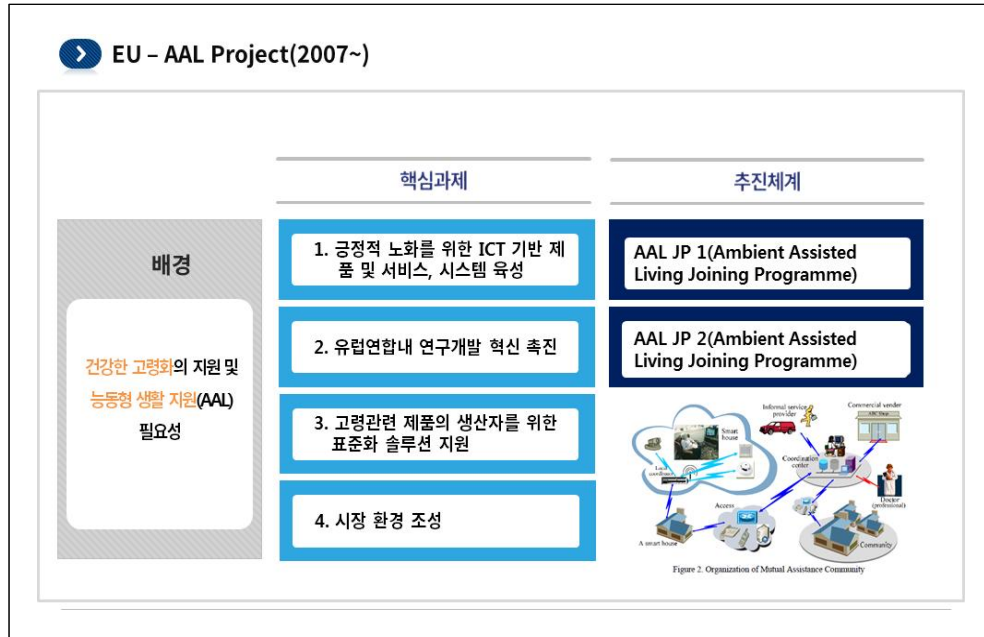 EU – AAL Project(2007~)
핵심과제
추진체계
배경
건강한 고령화의 지원 및
능동형 생활 지원(AAL)
필요성
1. 긍정적 노화를 위한 ICT 기반 제
품 및 서비스, 시스템 육성
2. 유럽연합내 연구개발 혁신 촉진
3. 고령관련 제품의 생산자를 위한
표준화 솔루션 지원
4. 시장 환경 조성
AAL JP 1(Ambient Assisted
Living Joining Programme)
AAL JP 2(Ambient Assisted
Living Joining Programme)
Informal service
provider
Commercial vender
ABC Shop
Smart
house
Coordination
center
Local
coordinator
Doctor
(professional)
Access
A smart house
Community
Figure 2. Organization of Mutual Assistance Community